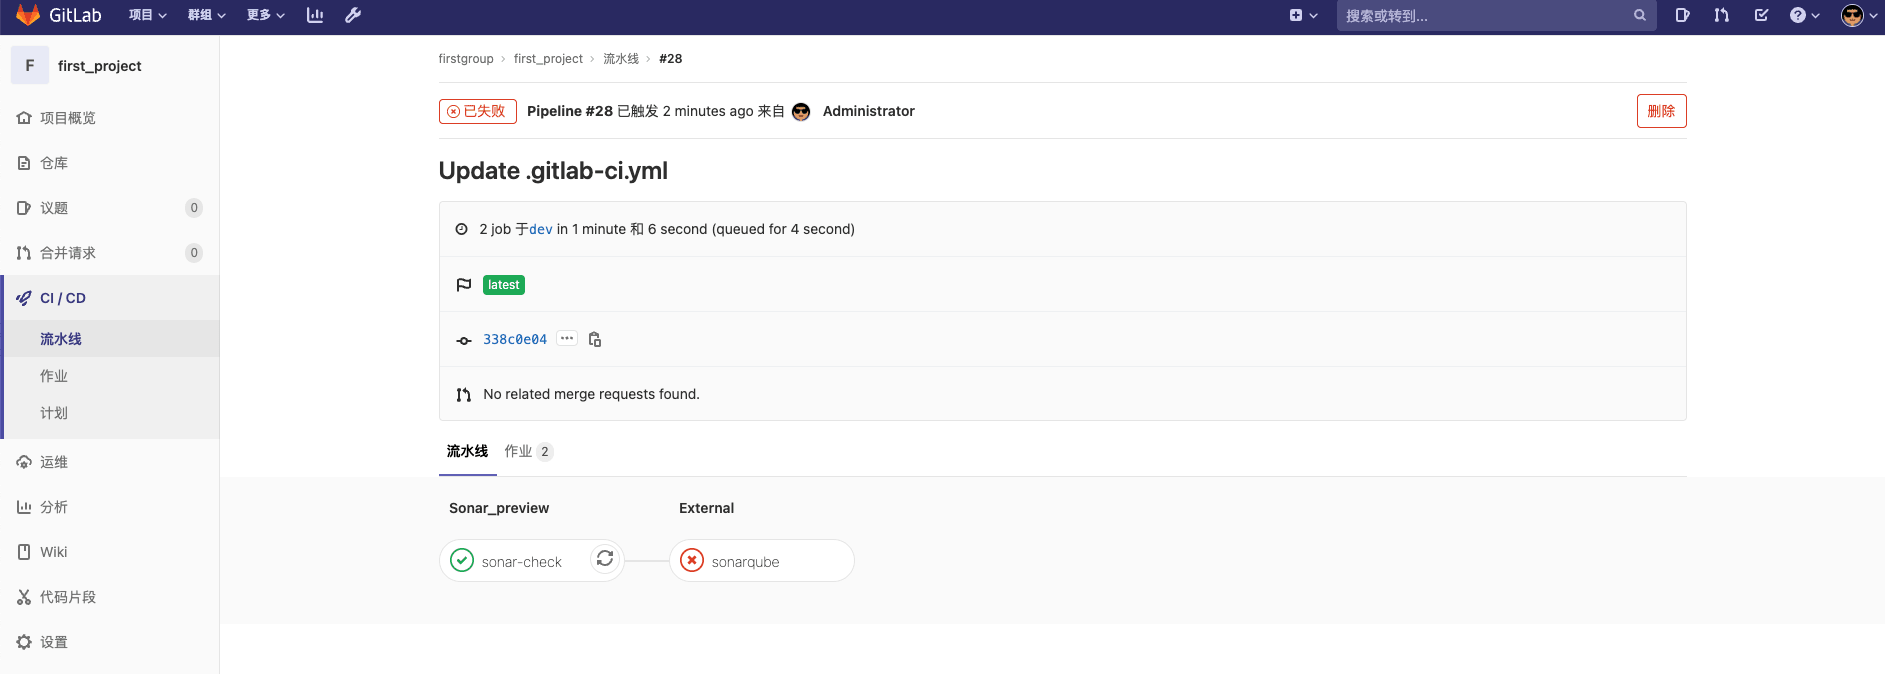 GitLab 项目 群组 更多 搜索或转到...
F first_project
项目概览
仓库
议题 0
合并请求 0
CI / CD
流水线
作业
计划
运维
分析
Wiki
代码片段
设置
firstgroup › first_project › 流水线 › #28
已失败 Pipeline #28 已触发 2 minutes ago 来自 Administrator 删除
Update .gitlab-ci.yml
2 job 于dev in 1 minute 和 6 second (queued for 4 second)
latest
338c0e04 ...
No related merge requests found.
流水线 作业 2
Sonar_preview External
sonar-check sonarqube